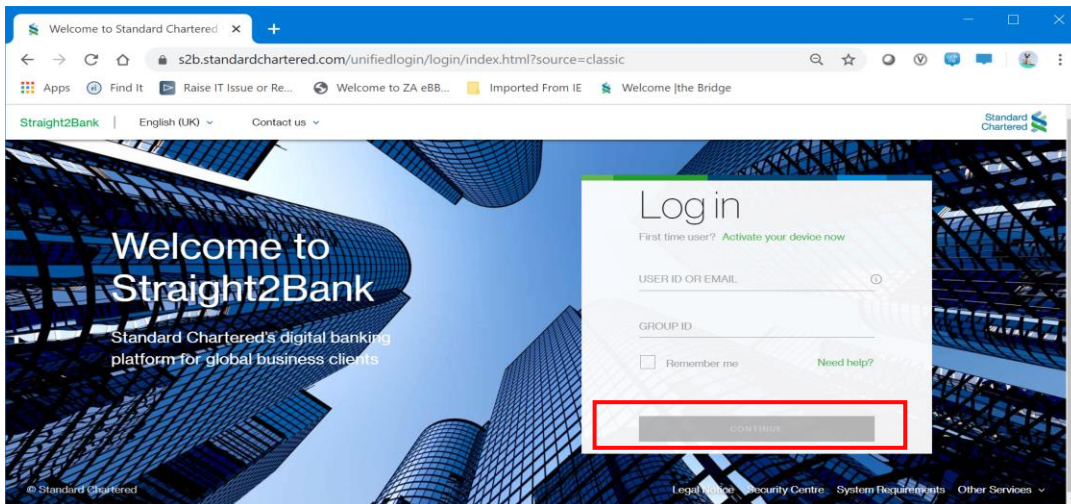 Welcome to Standard Chartered
s2b.standardchartered.com/unifiedlogin/login/index.html?source=classic
Apps Find It Raise IT Issue or Re... Welcome to ZA eBB... Imported From IE Welcome |the Bridge
Straight2Bank | English (UK) Contact us
Standard
Chartered
Log in
First time user? Activate your device now
Welcome to
Straight2Bank
USER ID OR EMAIL
Standard Chartered's digital banking
platform for global business clients
GROUP ID
Remember me Need help?
CONTINUE
© Standard Chartered Legal Notice Security Centre System Requirements Other Services